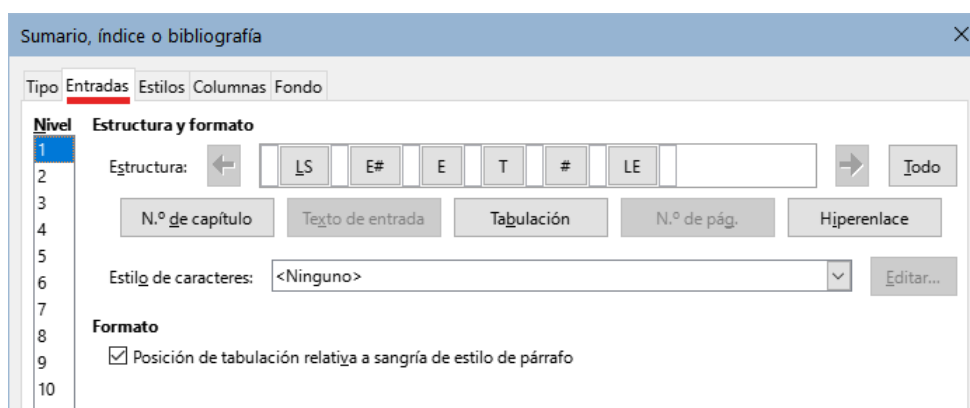 Sumario, índice o bibliografía
Tipo Entradas Estilos Columnas Fondo
Nivel Estructura y formato
1
Estructura: LS E# E T # LE Todo
2
3
N.º de capítulo Texto de entrada Tabulación N.º de pág. Hiperenlace
4
5
6 Estilo de caracteres: <Ninguno> Editar...
7
8 Formato
9 Posición de tabulación relativa a sangría de estilo de párrafo
10